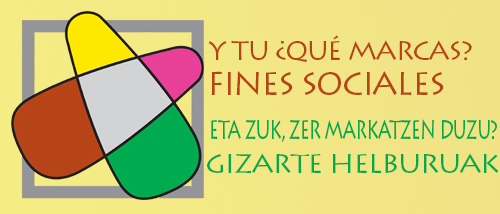 Y TU ¿QUÉ MARCAS?
FINES SOCIALES
ETA ZUK, ZER MARKATZEN DUZU?
GIZARTE HELBURUAK